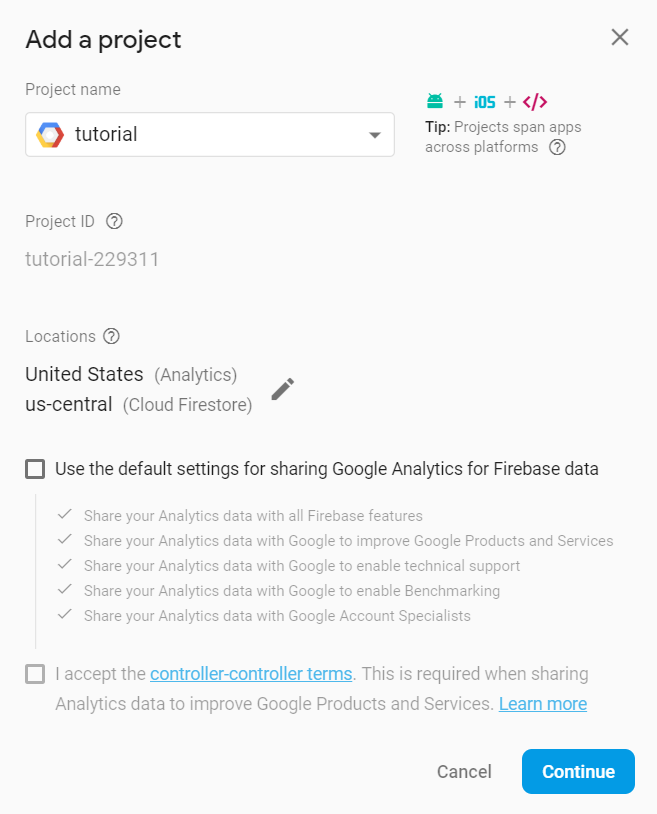 Add a project
Project name
tutorial
+ iOS + </>
Tip: Projects span apps
across platforms ?
Project ID ?
tutorial-229311
Locations ?
United States (Analytics)
us-central (Cloud Firestore)
Use the default settings for sharing Google Analytics for Firebase data
Share your Analytics data with all Firebase features
Share your Analytics data with Google to improve Google Products and Services
Share your Analytics data with Google to enable technical support
Share your Analytics data with Google to enable Benchmarking
Share your Analytics data with Google Account Specialists
I accept the controller-controller terms. This is required when sharing
Analytics data to improve Google Products and Services. Learn more
Cancel Continue